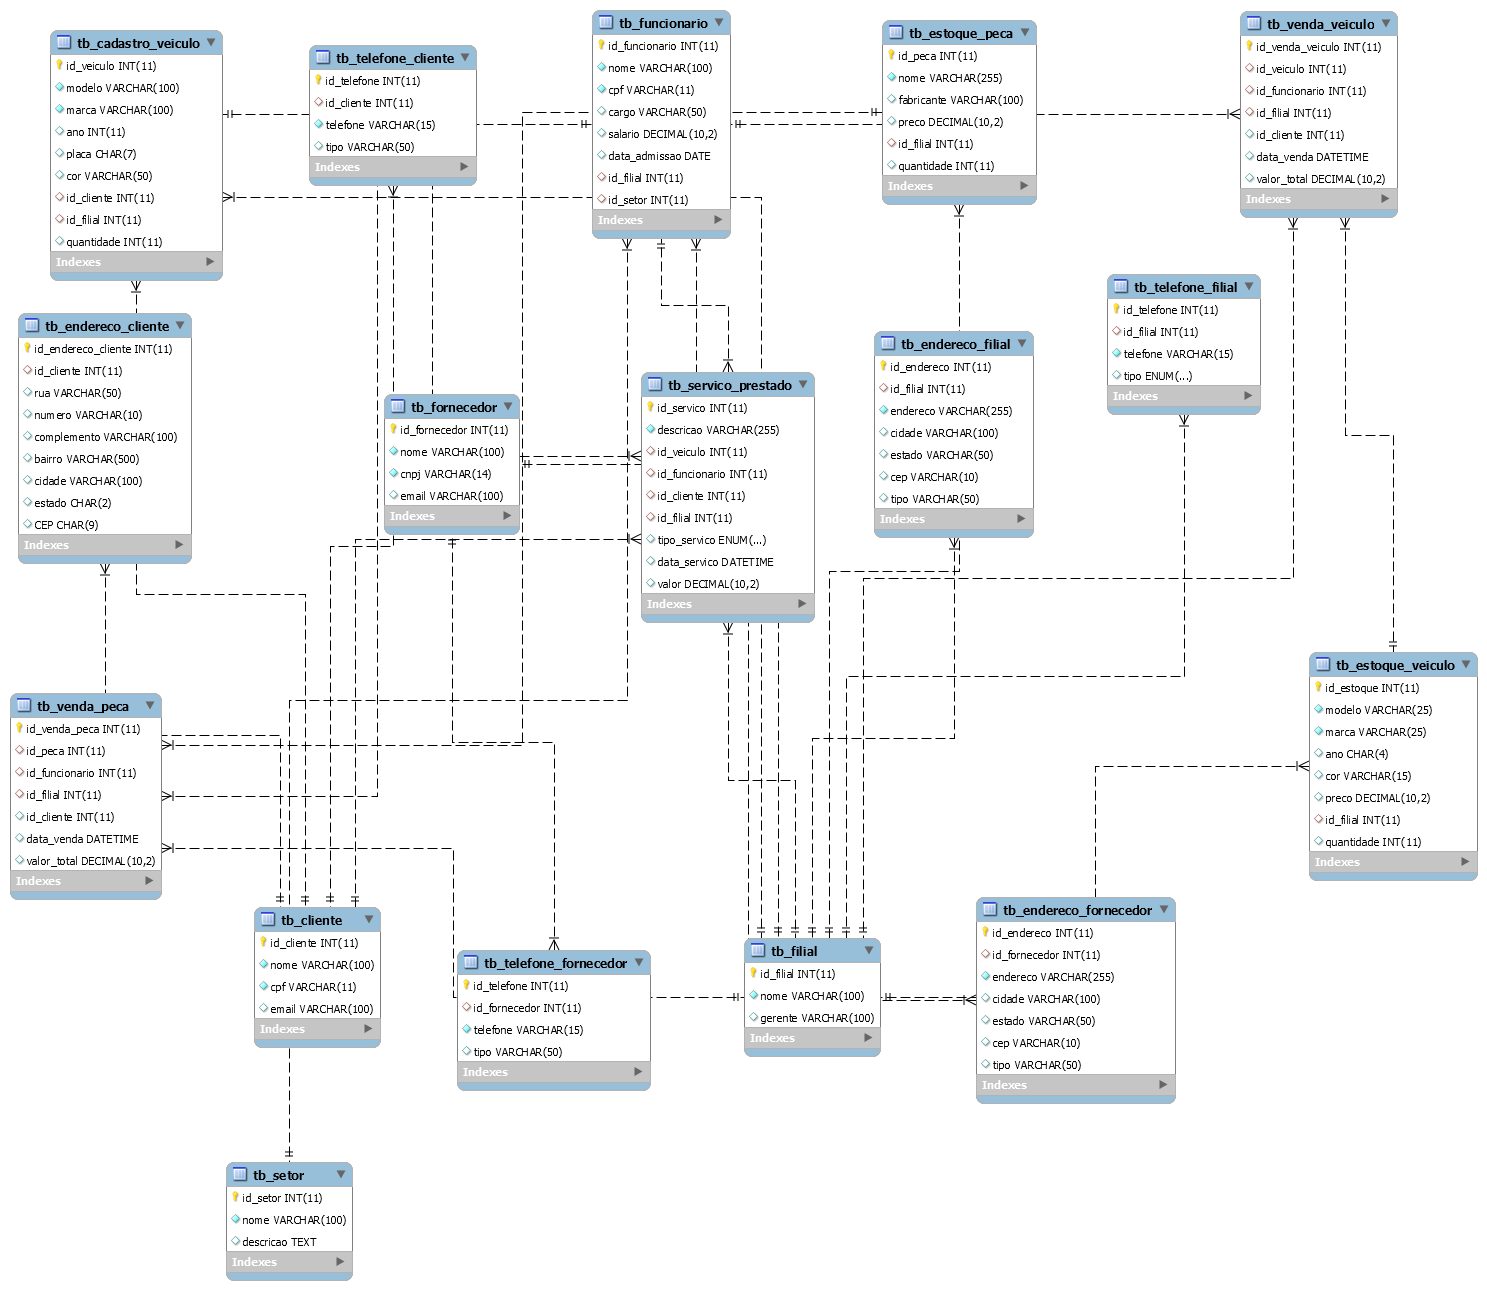 tb_cadastro_veiculo
id_veiculo INT(11)
modelo VARCHAR(100)
marca VARCHAR(100)
ano INT(11)
placa CHAR(7)
cor VARCHAR(50)
id_cliente INT(11)
id_filial INT(11)
quantidade INT(11)
Indexes
tb_telefone_cliente
id_telefone INT(11)
id_cliente INT(11)
telefone VARCHAR(15)
tipo VARCHAR(50)
Indexes
tb_funcionario
id_funcionario INT(11)
nome VARCHAR(100)
cpf VARCHAR(11)
cargo VARCHAR(50)
salario DECIMAL(10,2)
data_admissao DATE
id_filial INT(11)
id_setor INT(11)
Indexes
tb_estoque_peca
id_peca INT(11)
nome VARCHAR(255)
fabricante VARCHAR(100)
preco DECIMAL(10,2)
id_filial INT(11)
quantidade INT(11)
Indexes
tb_venda_veiculo
id_venda_veiculo INT(11)
id_veiculo INT(11)
id_funcionario INT(11)
id_filial INT(11)
id_cliente INT(11)
data_venda DATETIME
valor_total DECIMAL(10,2)
Indexes
tb_telefone_filial
id_telefone INT(11)
id_filial INT(11)
telefone VARCHAR(15)
tipo ENUM(...)
Indexes
tb_endereco_cliente
id_endereco_cliente INT(11)
id_cliente INT(11)
rua VARCHAR(50)
numero VARCHAR(10)
complemento VARCHAR(100)
bairro VARCHAR(500)
cidade VARCHAR(100)
estado CHAR(2)
CEP CHAR(9)
Indexes
tb_fornecedor
id_fornecedor INT(11)
nome VARCHAR(100)
cnpj VARCHAR(14)
email VARCHAR(100)
Indexes
tb_servico_prestado
id_servico INT(11)
descricao VARCHAR(255)
id_veiculo INT(11)
id_funcionario INT(11)
id_cliente INT(11)
id_filial INT(11)
tipo_servico ENUM(...)
data_servico DATETIME
valor DECIMAL(10,2)
Indexes
tb_endereco_filial
id_endereco INT(11)
id_filial INT(11)
endereco VARCHAR(255)
cidade VARCHAR(100)
estado VARCHAR(50)
cep VARCHAR(10)
tipo VARCHAR(50)
Indexes
tb_estoque_veiculo
id_estoque INT(11)
modelo VARCHAR(25)
marca VARCHAR(25)
ano CHAR(4)
cor VARCHAR(15)
preco DECIMAL(10,2)
id_filial INT(11)
quantidade INT(11)
Indexes
tb_venda_peca
id_venda_peca INT(11)
id_peca INT(11)
id_funcionario INT(11)
id_filial INT(11)
id_cliente INT(11)
data_venda DATETIME
valor_total DECIMAL(10,2)
Indexes
tb_cliente
id_cliente INT(11)
nome VARCHAR(100)
cpf VARCHAR(11)
email VARCHAR(100)
Indexes
tb_telefone_fornecedor
id_telefone INT(11)
id_fornecedor INT(11)
telefone VARCHAR(15)
tipo VARCHAR(50)
Indexes
tb_filial
id_filial INT(11)
nome VARCHAR(100)
gerente VARCHAR(100)
Indexes
tb_endereco_fornecedor
id_endereco INT(11)
id_fornecedor INT(11)
endereco VARCHAR(255)
cidade VARCHAR(100)
estado VARCHAR(50)
cep VARCHAR(10)
tipo VARCHAR(50)
Indexes
tb_setor
id_setor INT(11)
nome VARCHAR(100)
descricao TEXT
Indexes